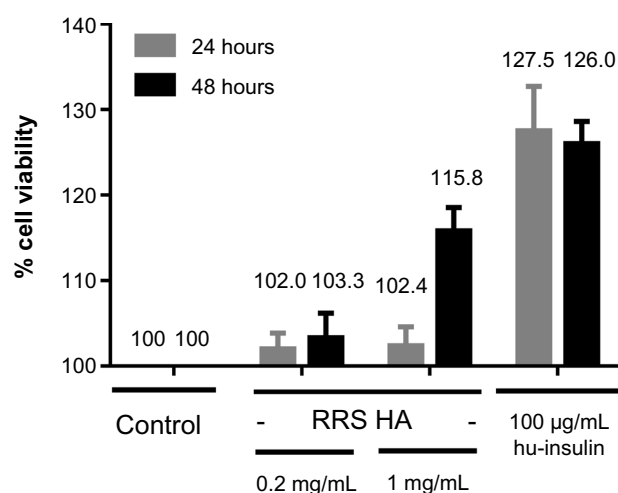 140
24 hours
48 hours
127.5 126.0
130
% cell viability
120
115.8
110
102.0 103.3 102.4
100 100
100
Control
- RRS HA -
100 µg/mL
hu-insulin
0.2 mg/mL 1 mg/mL